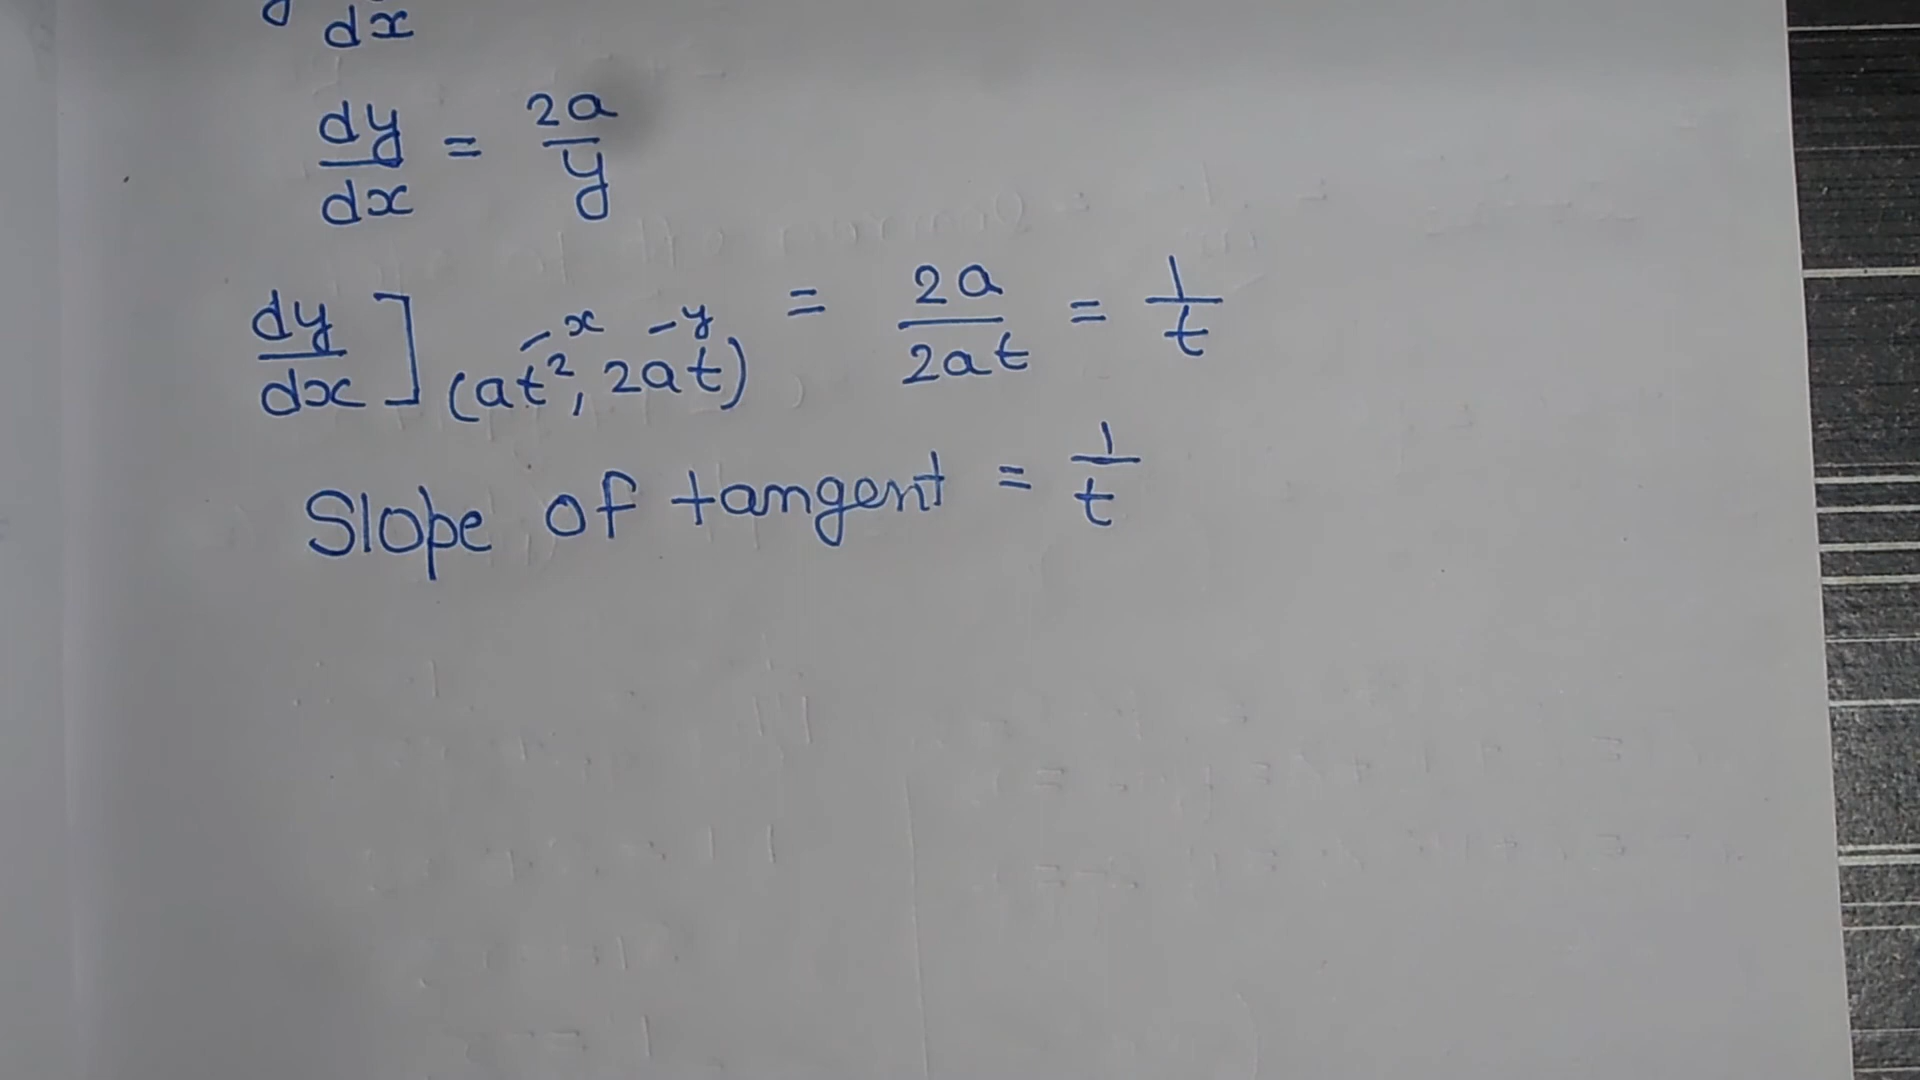 dx
dy/dx = 2a/y
dy/dx ](at², 2at) = 2a/2at = 1/t
-x -y
Slope of tangent = 1/t